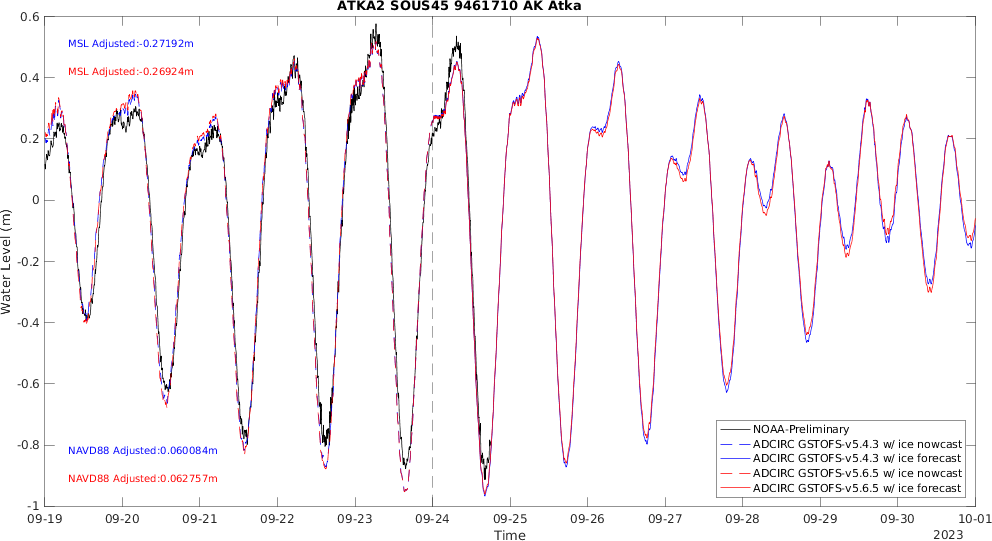 ATKA2 SOUS45 9461710 AK Atka
0.6
0.4
0.2
0
-0.2
-0.4
-0.6
-0.8
-1
Water Level (m)
MSL Adjusted:-0.27192m
MSL Adjusted:-0.26924m
NAVD88 Adjusted:0.060084m
NAVD88 Adjusted:0.062757m
NOAA-Preliminary
ADCIRC GSTOFS-v5.4.3 w/ ice nowcast
ADCIRC GSTOFS-v5.4.3 w/ ice forecast
ADCIRC GSTOFS-v5.6.5 w/ ice nowcast
ADCIRC GSTOFS-v5.6.5 w/ ice forecast
09-19 09-20 09-21 09-22 09-23 09-24 09-25 09-26 09-27 09-28 09-29 09-30 10-01
Time
2023